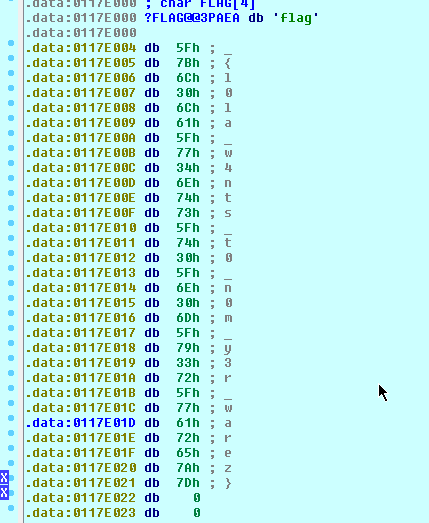 .data:0117E000 ; char FLAG[4]
.data:0117E000 ?FLAG@@3PAEA db 'flag'
.data:0117E000
.data:0117E004 db 5Fh ; _
.data:0117E005 db 7Bh ; {
.data:0117E006 db 6Ch ; l
.data:0117E007 db 30h ; 0
.data:0117E008 db 6Ch ; l
.data:0117E009 db 61h ; a
.data:0117E00A db 5Fh ; _
.data:0117E00B db 77h ; w
.data:0117E00C db 34h ; 4
.data:0117E00D db 6Eh ; n
.data:0117E00E db 74h ; t
.data:0117E00F db 73h ; s
.data:0117E010 db 5Fh ; _
.data:0117E011 db 74h ; t
.data:0117E012 db 30h ; 0
.data:0117E013 db 5Fh ; _
.data:0117E014 db 6Eh ; n
.data:0117E015 db 30h ; 0
.data:0117E016 db 6Dh ; m
.data:0117E017 db 5Fh ; _
.data:0117E018 db 79h ; y
.data:0117E019 db 33h ; 3
.data:0117E01A db 72h ; r
.data:0117E01B db 5Fh ; _
.data:0117E01C db 77h ; w
.data:0117E01D db 61h ; a
.data:0117E01E db 72h ; r
.data:0117E01F db 65h ; e
.data:0117E020 db 7Ah ; z
.data:0117E021 db 7Dh ; }
.data:0117E022 db 0
.data:0117E023 db 0